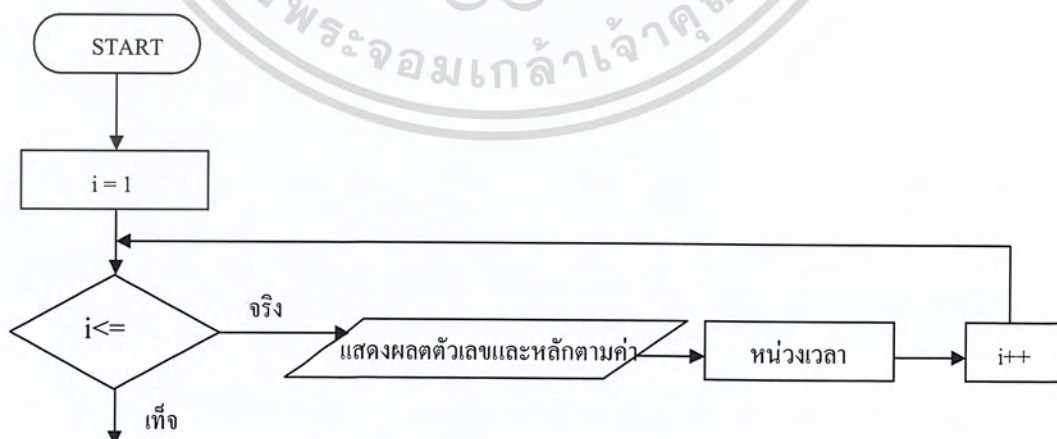 พระจอมเกล้าเจ้าคุณ
START
i = 1
i<=
จริง
แสดงผลตตัวเลขและหลักตามค่า
หน่วงเวลา
i++
เท็จ